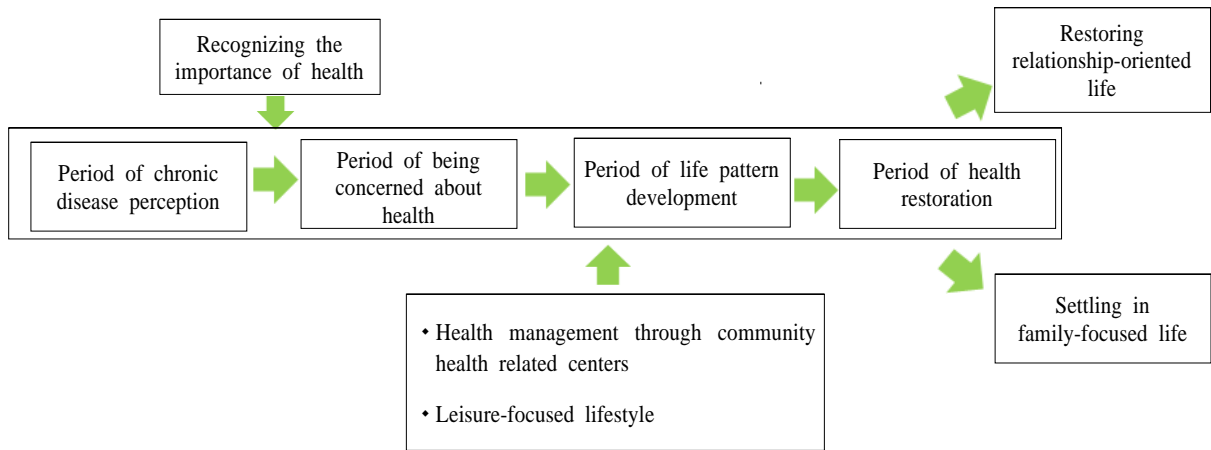 Recognizing the
importance of health
Restoring
relationship-oriented
life
Period of chronic
disease perception
Period of being
concerned about
health
Period of life pattern
development
Period of health
restoration
• Health management through community
health related centers
• Leisure-focused lifestyle
Settling in
family-focused life